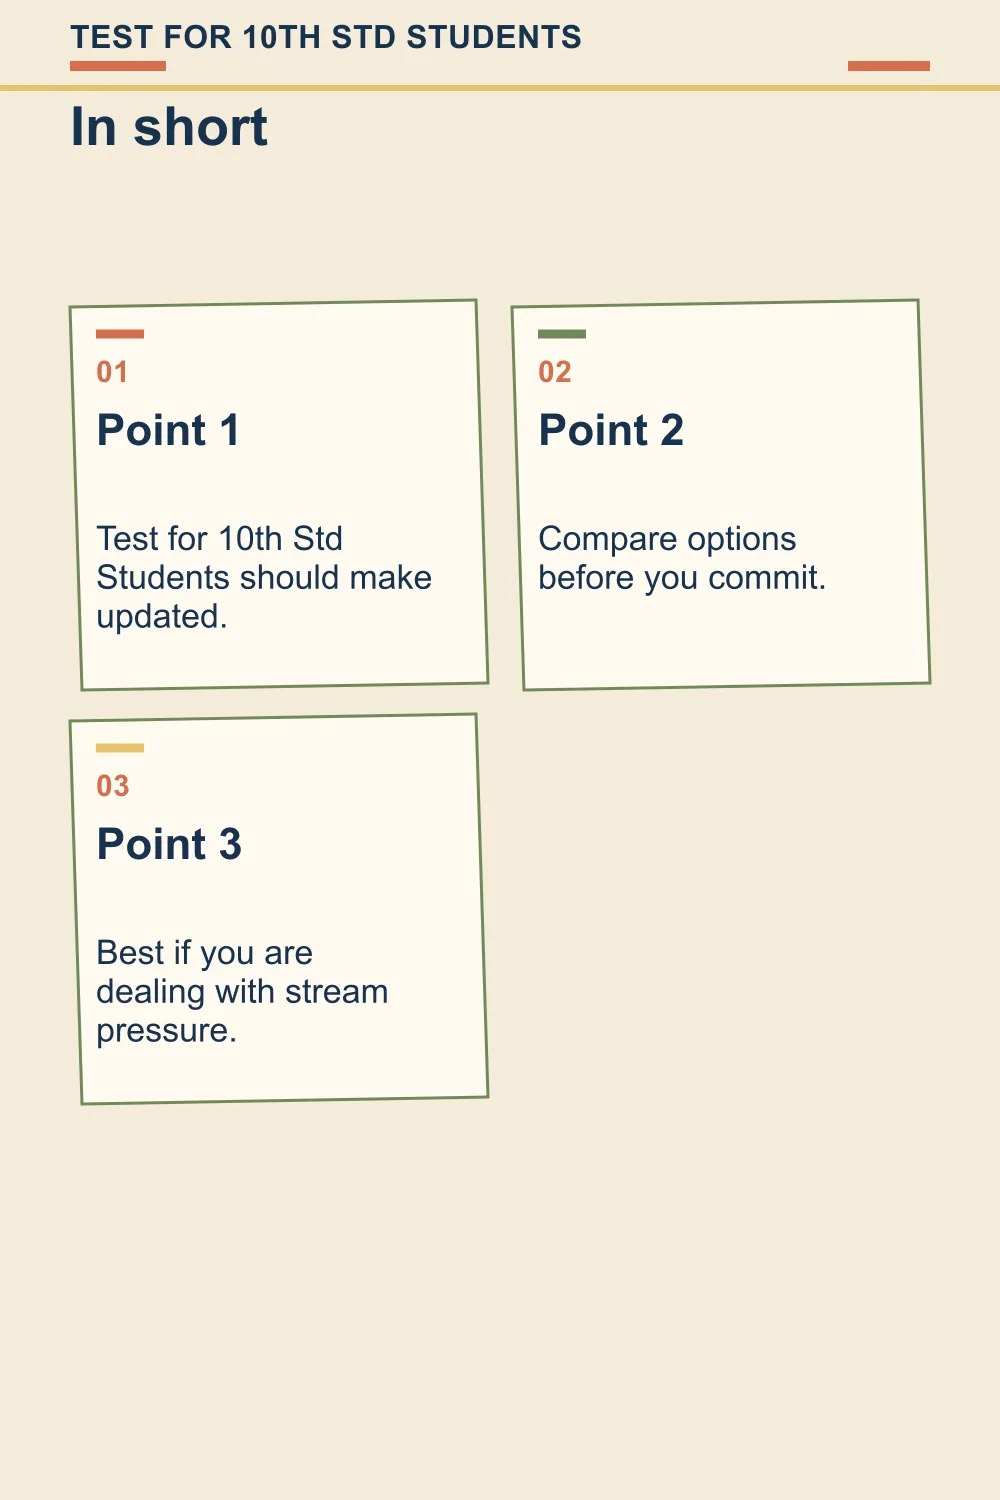 TEST FOR 10TH STD STUDENTS
In short
01
Point 1
Test for 10th Std
Students should make
updated.
02
Point 2
Compare options
before you commit.
03
Point 3
Best if you are
dealing with stream
pressure.